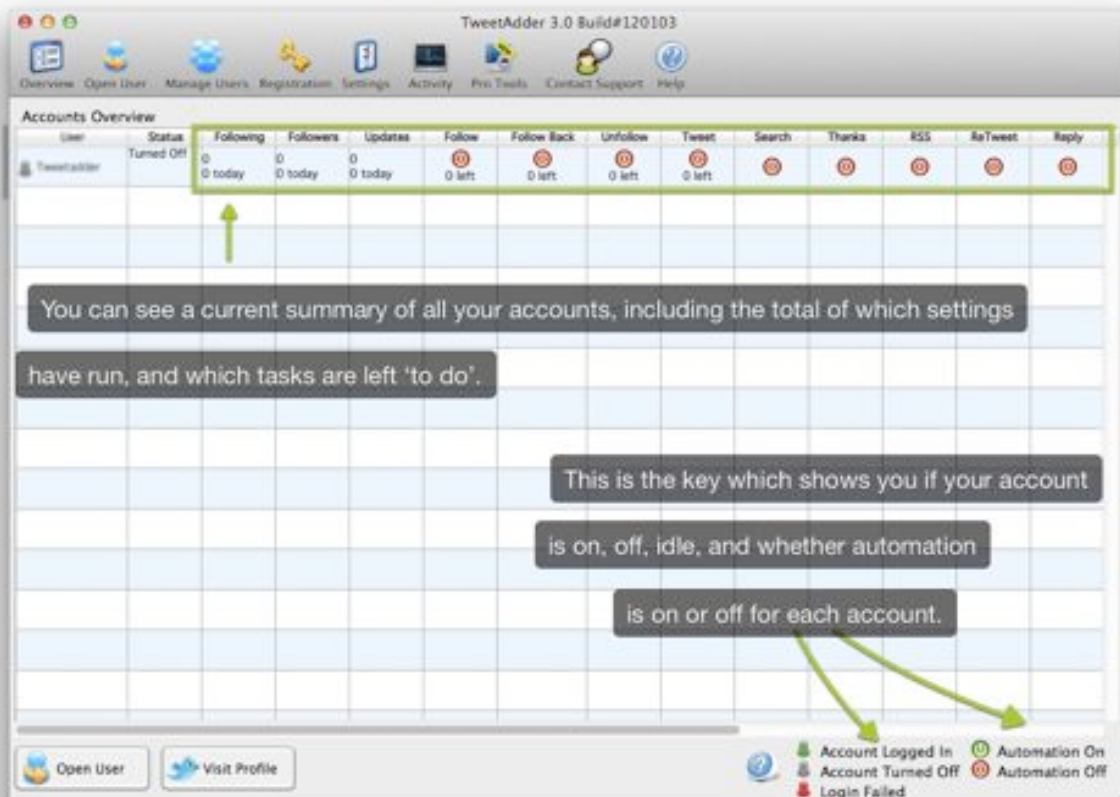 TweetAdder 3.0 Build#120103
Overview Open User Manage Users Registration Settings Activity Pro Tools Contact Support Help
Accounts Overview
User Status Following Followers Updates Follow Follow Back Unfollow Tweet Search Thanks RSS ReTweet Reply
Tweetadder Turned Off 0 0 0
0 today 0 today 0 today 0 left 0 left 0 left 0 left
You can see a current summary of all your accounts, including the total of which settings
have run, and which tasks are left ‘to do’.
This is the key which shows you if your account
is on, off, idle, and whether automation
is on or off for each account.
Open User Visit Profile
Account Logged In Automation On
Account Turned Off Automation Off
Login Failed